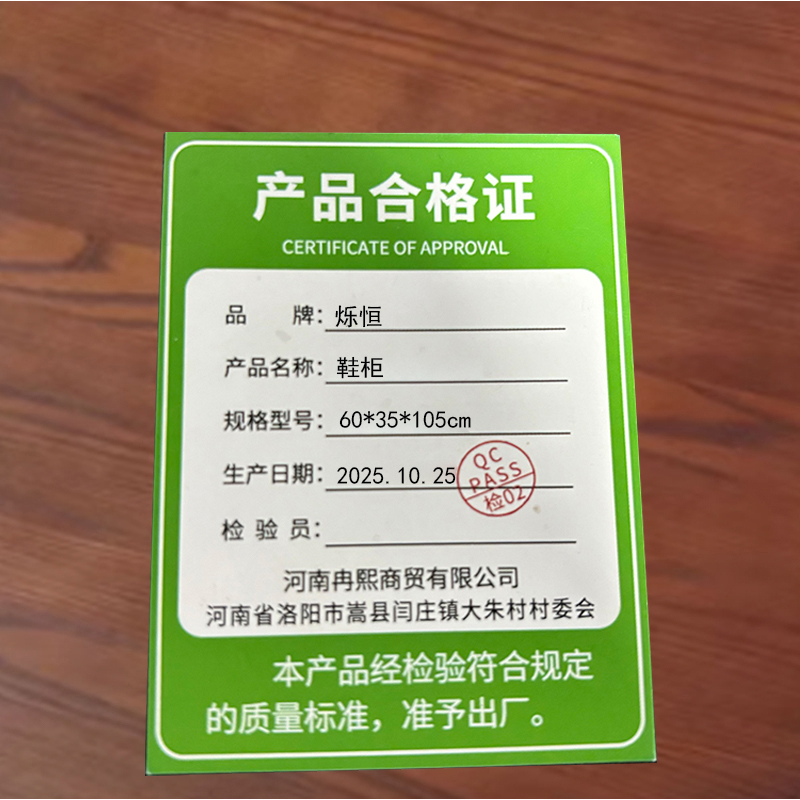 产品合格证
CERTIFICATE OF APPROVAL
品 牌：烁恒
产品名称：鞋柜
规格型号：60*35*105cm
生产日期：2025.10.25
QC
PASS
检02
检 验 员：
河南冉熙商贸有限公司
河南省洛阳市嵩县闫庄镇大朱村村委会
本产品经检验符合规定
的质量标准，准予出厂。